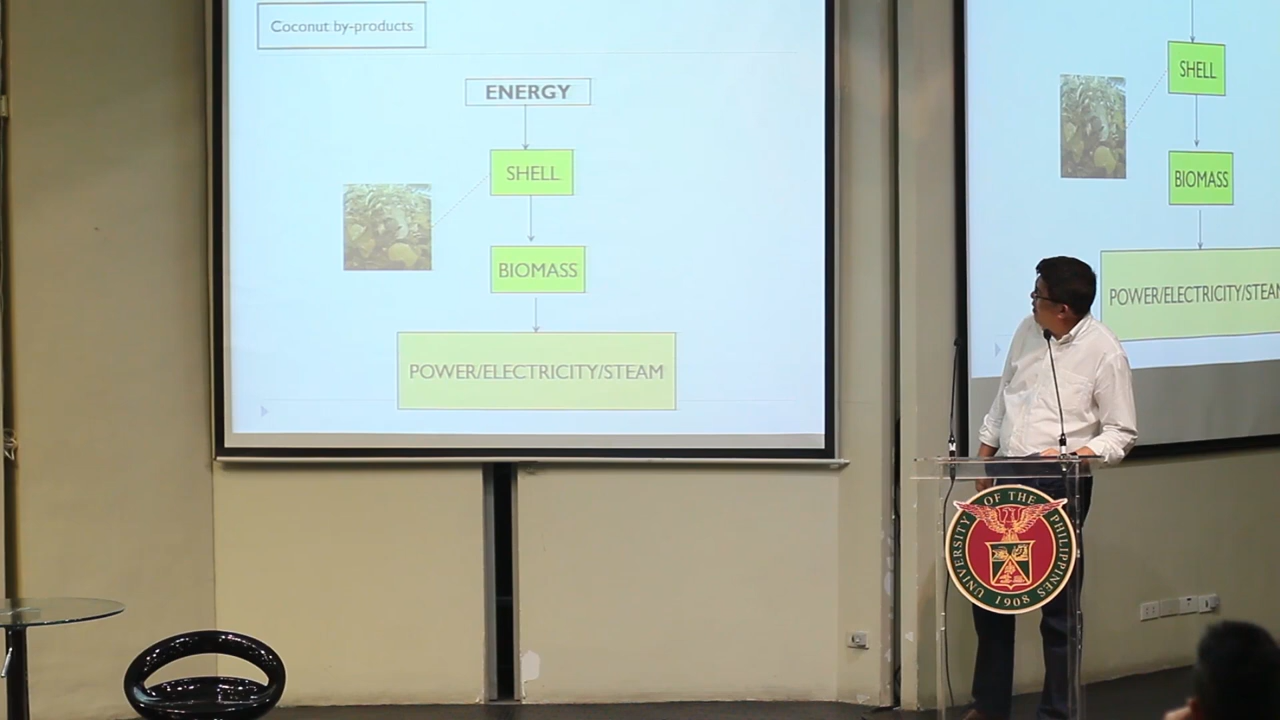 Coconut by-products
ENERGY
SHELL
BIOMASS
POWER/ELECTRICITY/STEAM
SHELL
BIOMASS
POWER/ELECTRICITY/STEAM
UNIVERSITY OF THE PHILIPPINES
1908